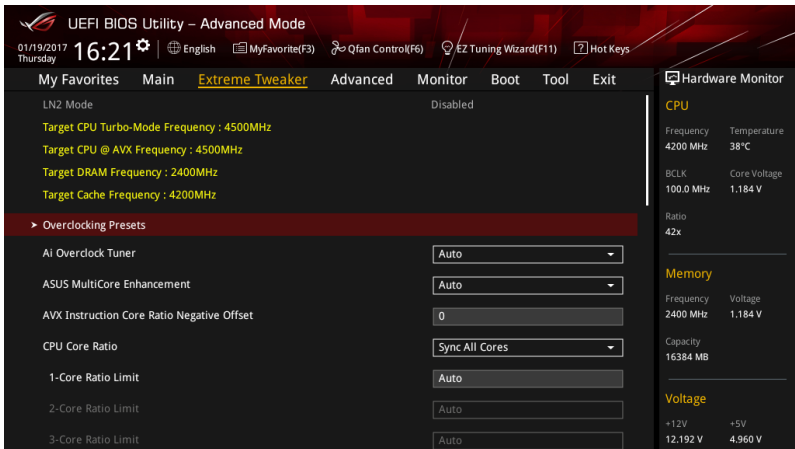 UEFI BIOS Utility – Advanced Mode
01/19/2017 Thursday 16:21 English MyFavorite(F3) Qfan Control(F6) EZ Tuning Wizard(F11) ? Hot Keys
My Favorites Main Extreme Tweaker Advanced Monitor Boot Tool Exit
LN2 Mode Disabled
Target CPU Turbo-Mode Frequency : 4500MHz
Target CPU @ AVX Frequency : 4500MHz
Target DRAM Frequency : 2400MHz
Target Cache Frequency : 4200MHz
Overclocking Presets
Ai Overclock Tuner Auto
ASUS MultiCore Enhancement Auto
AVX Instruction Core Ratio Negative Offset 0
CPU Core Ratio Sync All Cores
1-Core Ratio Limit Auto
2-Core Ratio Limit Auto
3-Core Ratio Limit Auto
Hardware Monitor
CPU
Frequency Temperature
4200 MHz 38°C
BCLK Core Voltage
100.0 MHz 1.184 V
Ratio
42x
Memory
Frequency Voltage
2400 MHz 1.184 V
Capacity
16384 MB
Voltage
+12V +5V
12.192 V 4.960 V